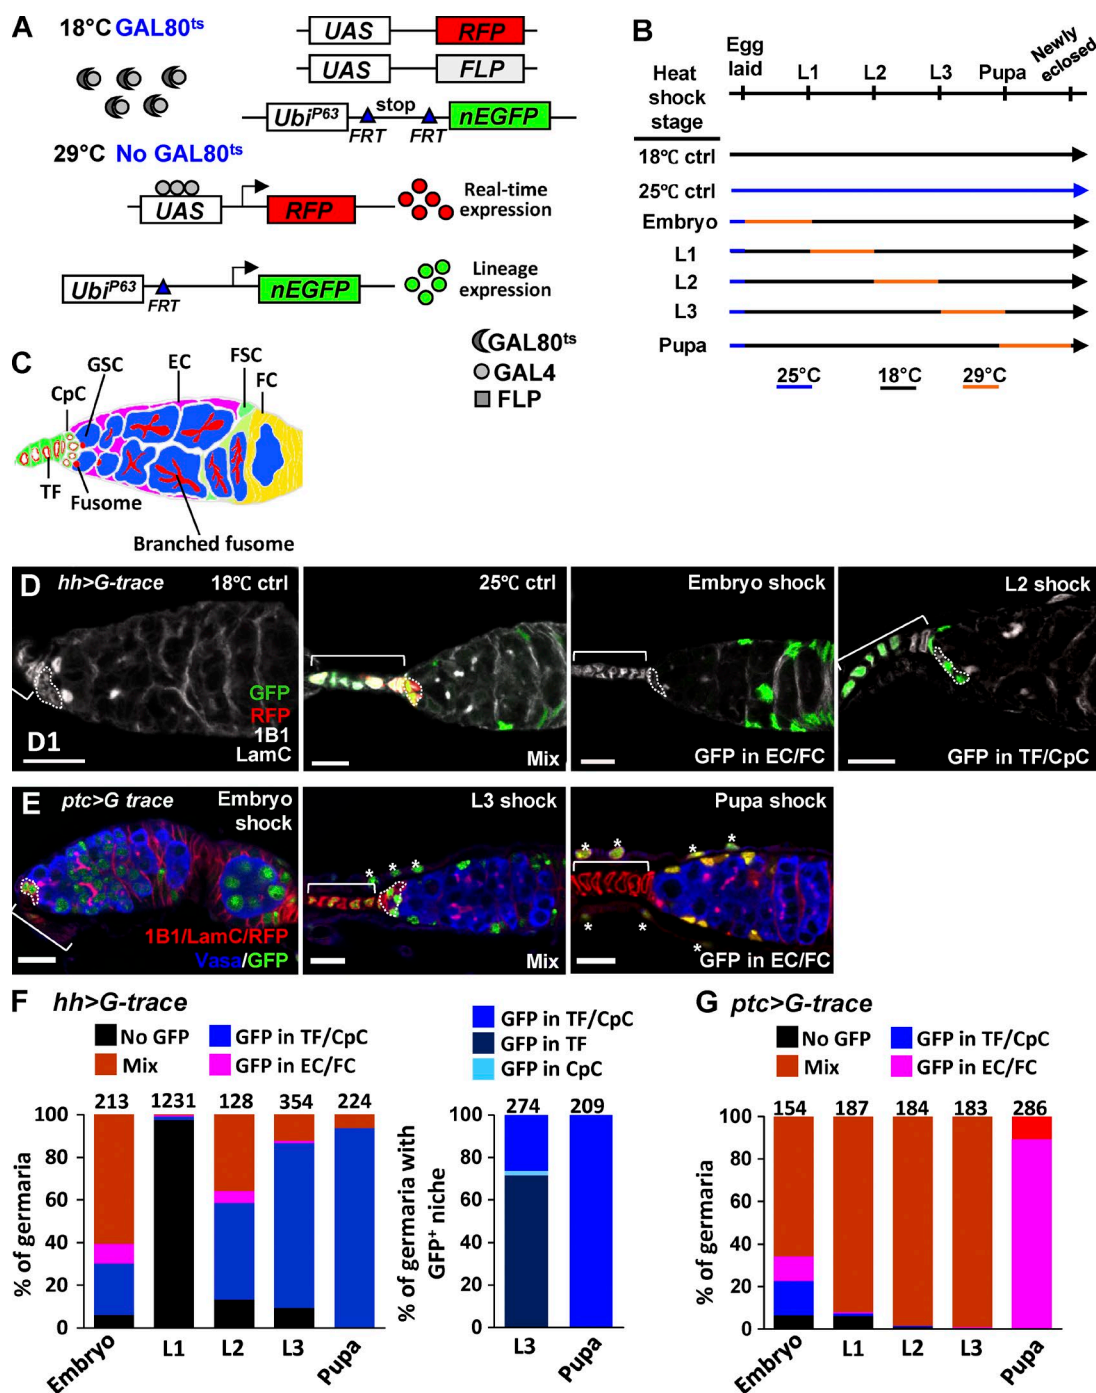 A
18°C GAL80ts
UAS RFP
UAS FLP
UbiP63 stop nEGFP
FRT FRT
29°C No GAL80ts
UAS RFP
Real-time
expression
UbiP63 nEGFP
FRT
Lineage
expression
GAL80ts
GAL4
FLP
B
Egg
laid
L1
L2
L3
Pupa
Newly
eclosed
Heat
shock
stage
18℃ ctrl
25℃ ctrl
Embryo
L1
L2
L3
Pupa
25°C 18°C 29°C
C
CpC
GSC
EC
FSC
FC
TF
Fusome
Branched fusome
D hh>G-trace 18℃ ctrl
GFP
RFP
1B1
LamC
D1
25℃ ctrl
Mix
Embryo shock
GFP in EC/FC
L2 shock
GFP in TF/CpC
E ptc>G trace Embryo
shock
1B1/LamC/RFP
Vasa/GFP
L3 shock
* * *
Mix
Pupa shock
* * * *
* * *
GFP in EC/FC
F hh>G-trace
No GFP GFP in TF/CpC
Mix GFP in EC/FC
213 1231 128 354 224
% of germaria
100
80
60
40
20
0
Embryo L1 L2 L3 Pupa
GFP in TF/CpC
GFP in TF
GFP in CpC
274 209
% of germaria with
GFP+ niche
100
80
60
40
20
0
L3 Pupa
G ptc>G-trace
No GFP GFP in TF/CpC
Mix GFP in EC/FC
154 187 184 183 286
% of germaria
100
80
60
40
20
0
Embryo L1 L2 L3 Pupa